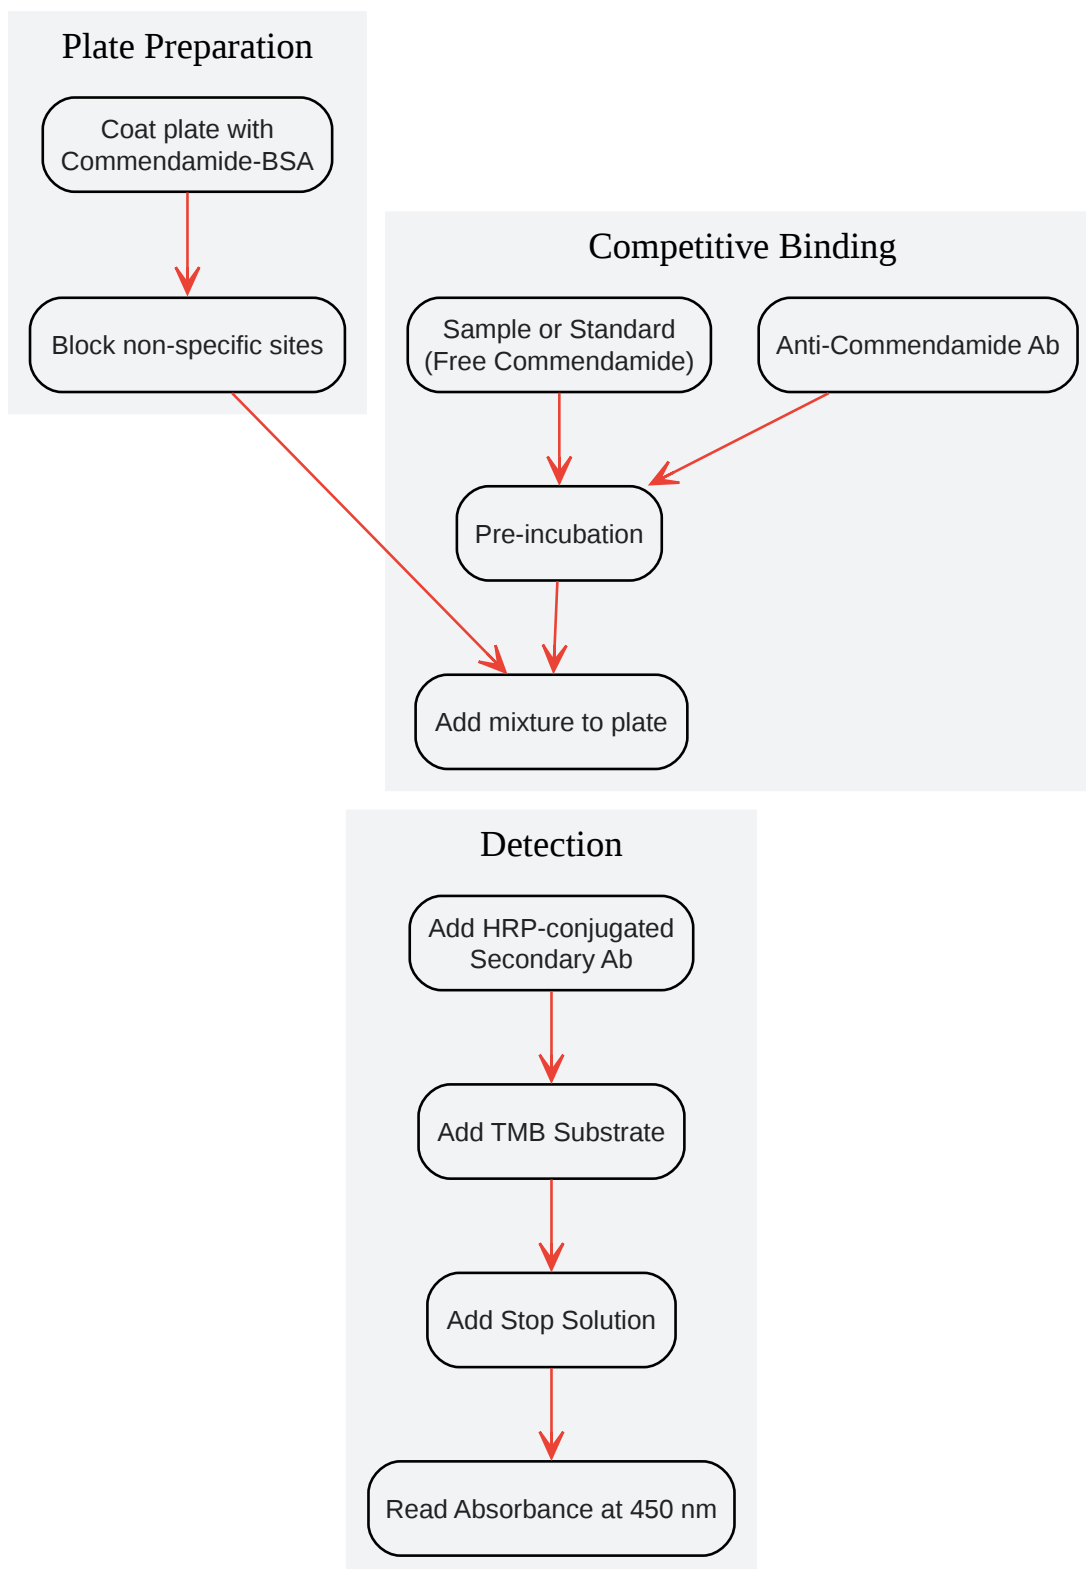 Plate Preparation
Coat plate with
Commendamide-BSA
Block non-specific sites
Competitive Binding
Sample or Standard
(Free Commendamide)
Anti-Commendamide Ab
Pre-incubation
Add mixture to plate
Detection
Add HRP-conjugated
Secondary Ab
Add TMB Substrate
Add Stop Solution
Read Absorbance at 450 nm